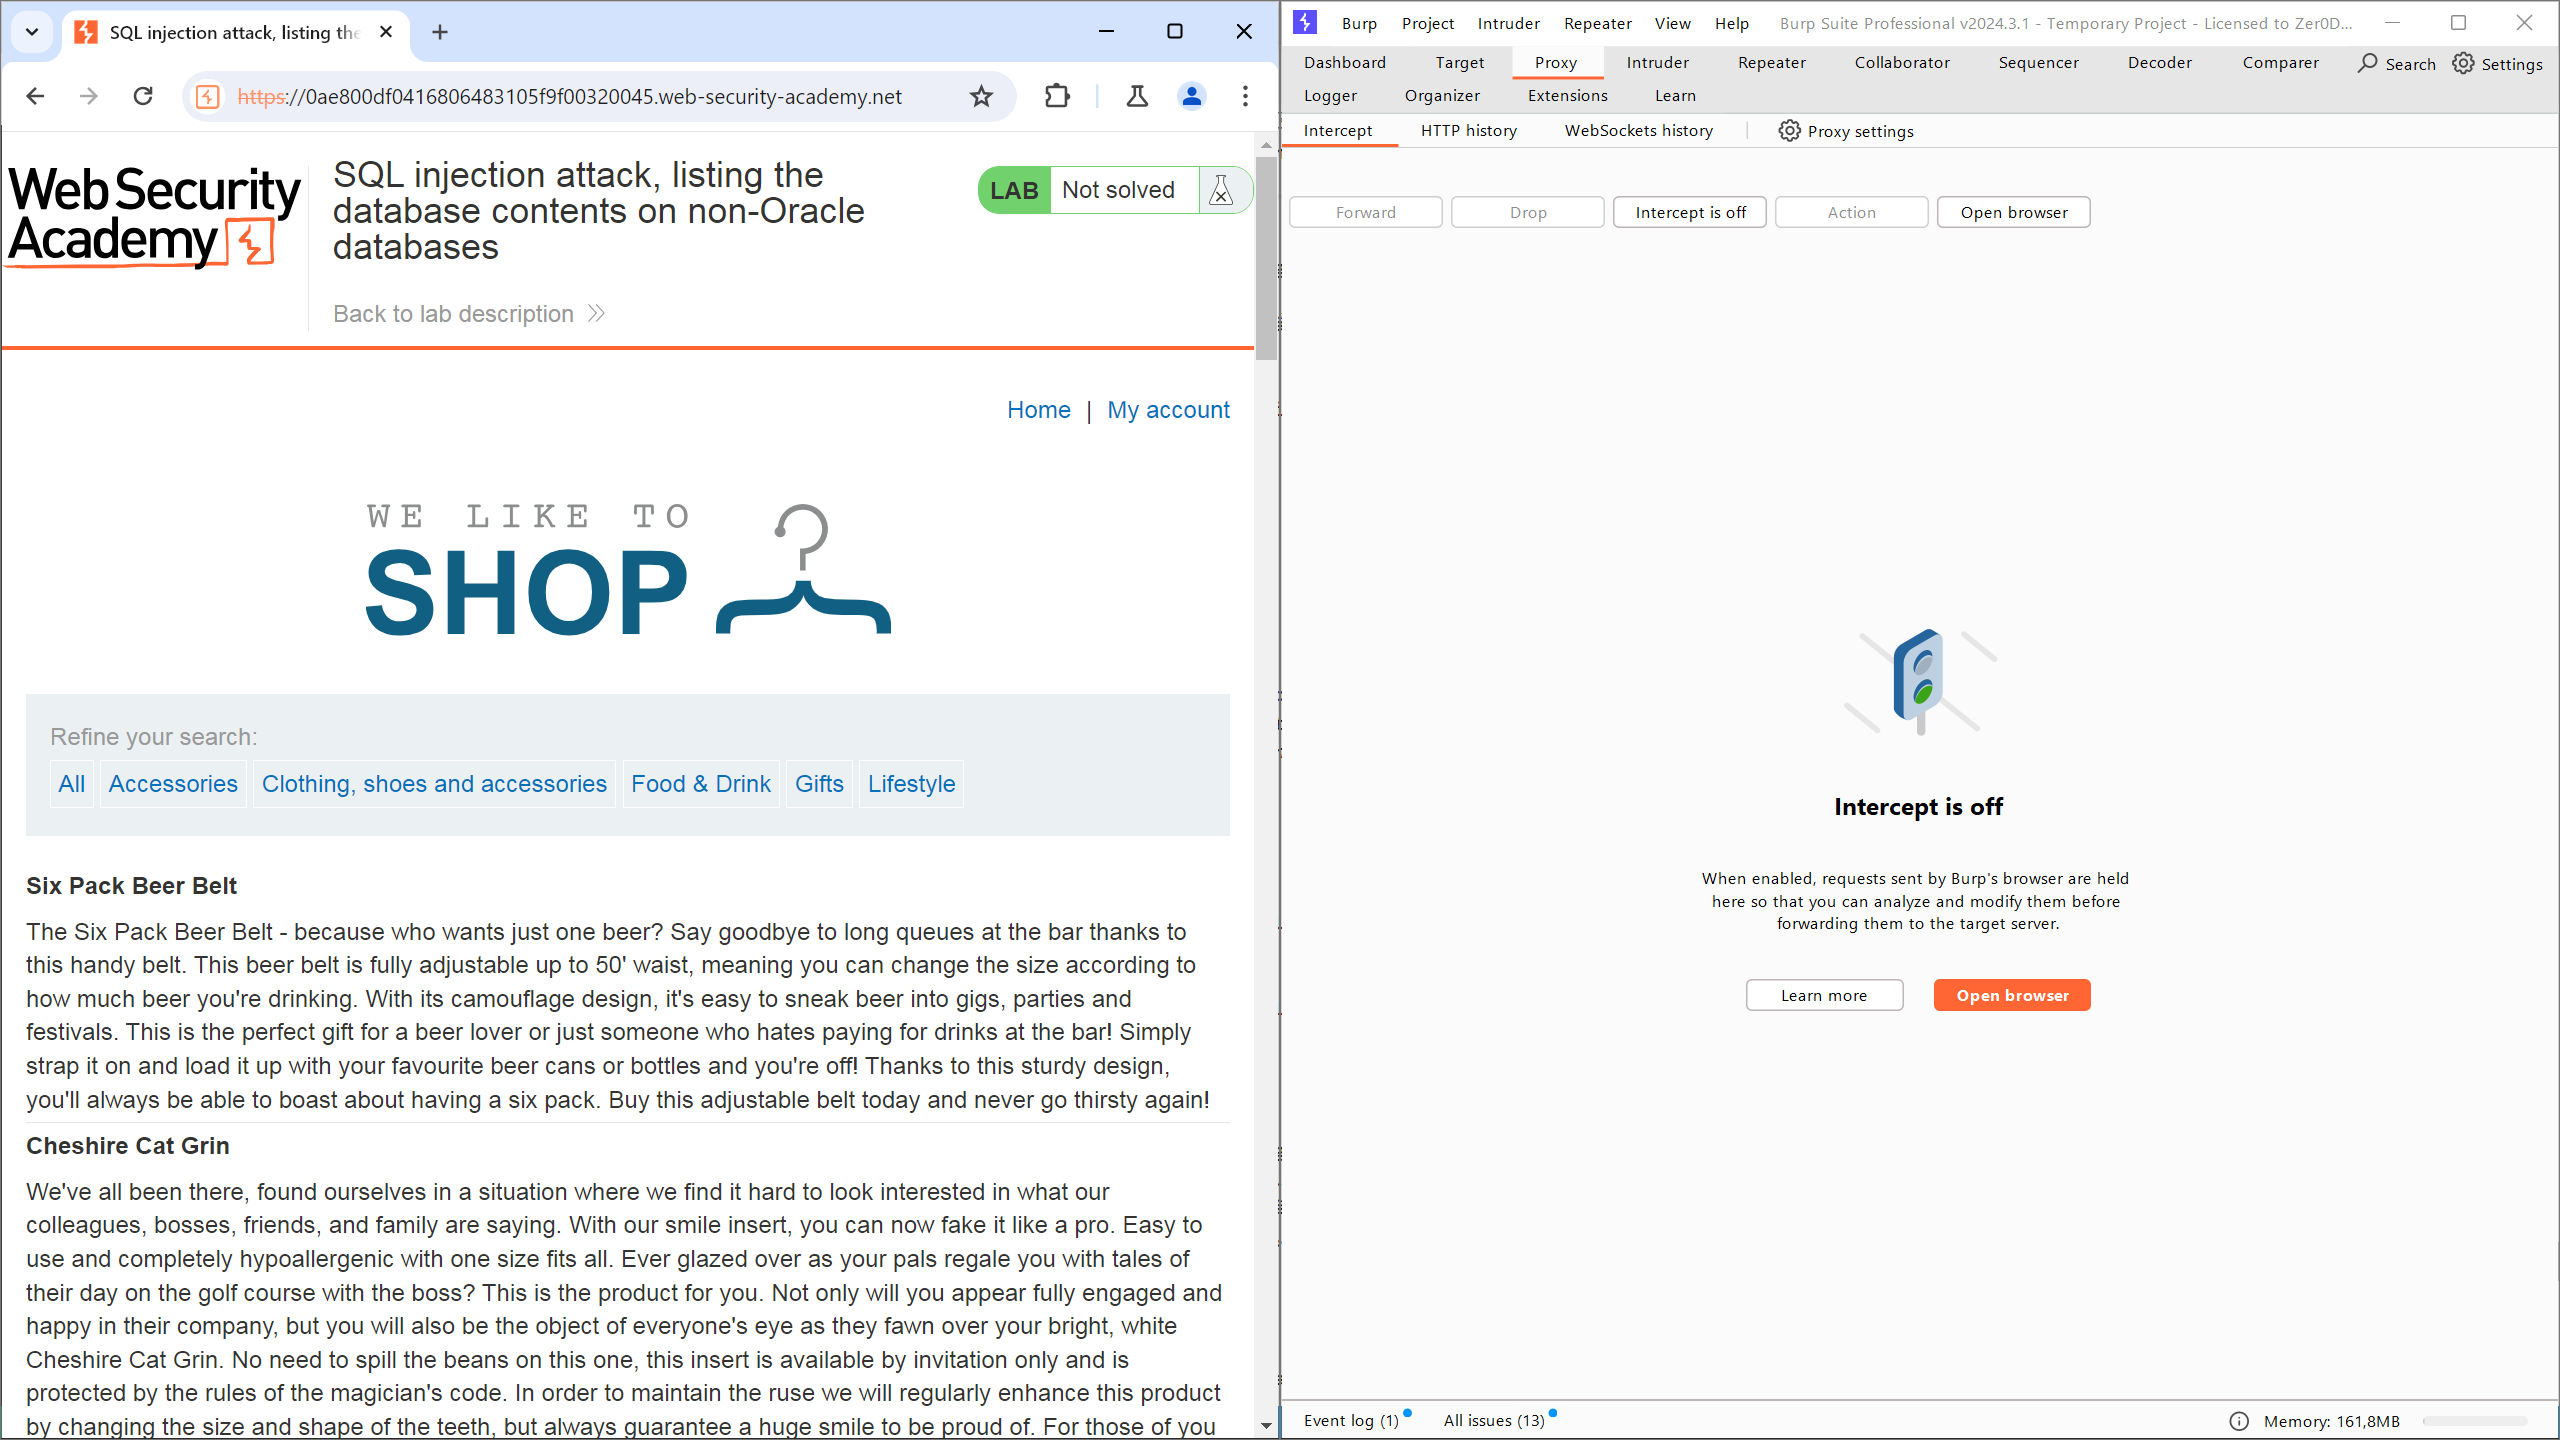 SQL injection attack, listing the
https://0ae800df0416806483105f9f00320045.web-security-academy.net
Web Security
Academy
SQL injection attack, listing the
database contents on non-Oracle
databases
LAB Not solved
Back to lab description
Home | My account
WE LIKE TO
SHOP
Refine your search:
All Accessories Clothing, shoes and accessories Food & Drink Gifts Lifestyle
Six Pack Beer Belt
The Six Pack Beer Belt - because who wants just one beer? Say goodbye to long queues at the bar thanks to
this handy belt. This beer belt is fully adjustable up to 50' waist, meaning you can change the size according to
how much beer you're drinking. With its camouflage design, it's easy to sneak beer into gigs, parties and
festivals. This is the perfect gift for a beer lover or just someone who hates paying for drinks at the bar! Simply
strap it on and load it up with your favourite beer cans or bottles and you're off! Thanks to this sturdy design,
you'll always be able to boast about having a six pack. Buy this adjustable belt today and never go thirsty again!
Cheshire Cat Grin
We've all been there, found ourselves in a situation where we find it hard to look interested in what our
colleagues, bosses, friends, and family are saying. With our smile insert, you can now fake it like a pro. Easy to
use and completely hypoallergenic with one size fits all. Ever glazed over as your pals regale you with tales of
their day on the golf course with the boss? This is the product for you. Not only will you appear fully engaged and
happy in their company, but you will also be the object of everyone's eye as they fawn over your bright, white
Cheshire Cat Grin. No need to spill the beans on this one, this insert is available by invitation only and is
protected by the rules of the magician's code. In order to maintain the ruse we will regularly enhance this product
by changing the size and shape of the teeth, but always guarantee a huge smile to be proud of. For those of you
Burp Project Intruder Repeater View Help Burp Suite Professional v2024.3.1 - Temporary Project - Licensed to Zer0D...
Dashboard Target Proxy Intruder Repeater Collaborator Sequencer Decoder Comparer Search Settings
Logger Organizer Extensions Learn
Intercept HTTP history WebSockets history Proxy settings
Forward Drop Intercept is off Action Open browser
Intercept is off
When enabled, requests sent by Burp's browser are held
here so that you can analyze and modify them before
forwarding them to the target server.
Learn more Open browser
Event log (1) All issues (13) Memory: 161,8MB